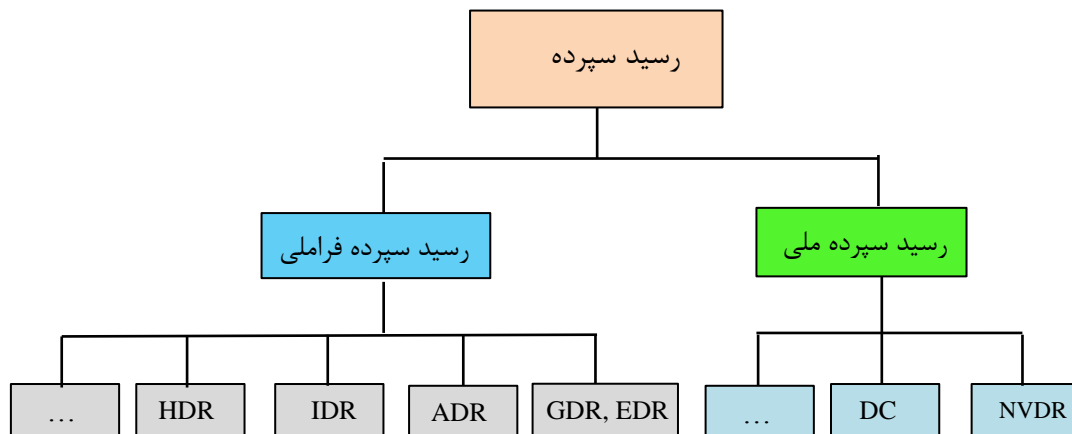 رسید سپرده
رسید سپرده ملی
رسید سپرده فراملی
NVDR
DC
...
GDR, EDR
ADR
IDR
HDR
...